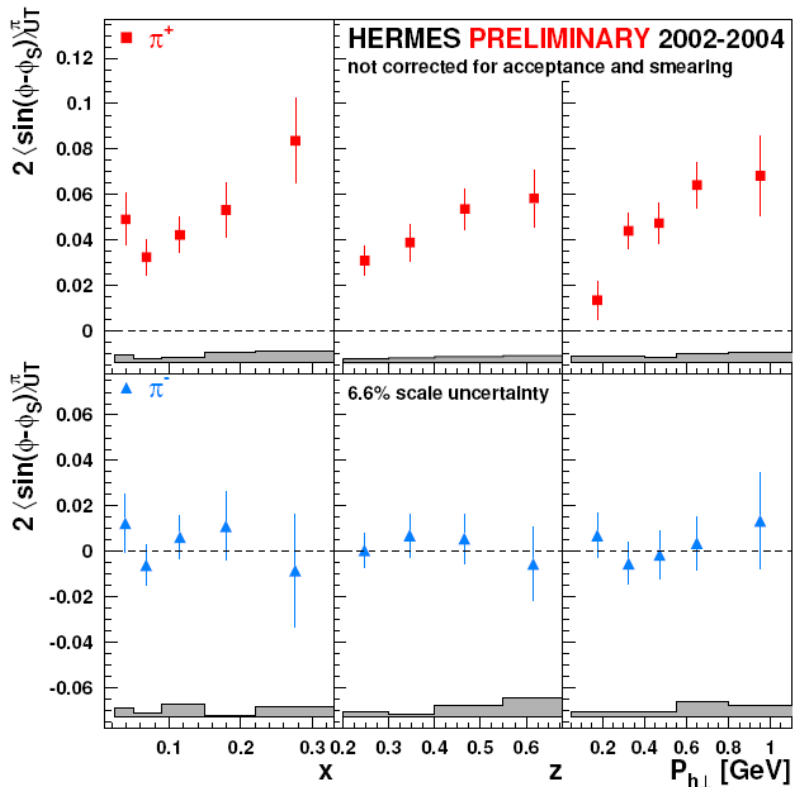 2 ⟨sin(ϕ-ϕS)⟩πUT
π+
HERMES PRELIMINARY 2002-2004
not corrected for acceptance and smearing
0.12
0.1
0.08
0.06
0.04
0.02
0
2 ⟨sin(ϕ-ϕS)⟩πUT
π-
6.6% scale uncertainty
0.06
0.04
0.02
0
-0.02
-0.04
-0.06
0.1 0.2 0.3 0.2 0.3 0.4 0.5 0.6 0.2 0.4 0.6 0.8 1
x z Ph⊥ [GeV]